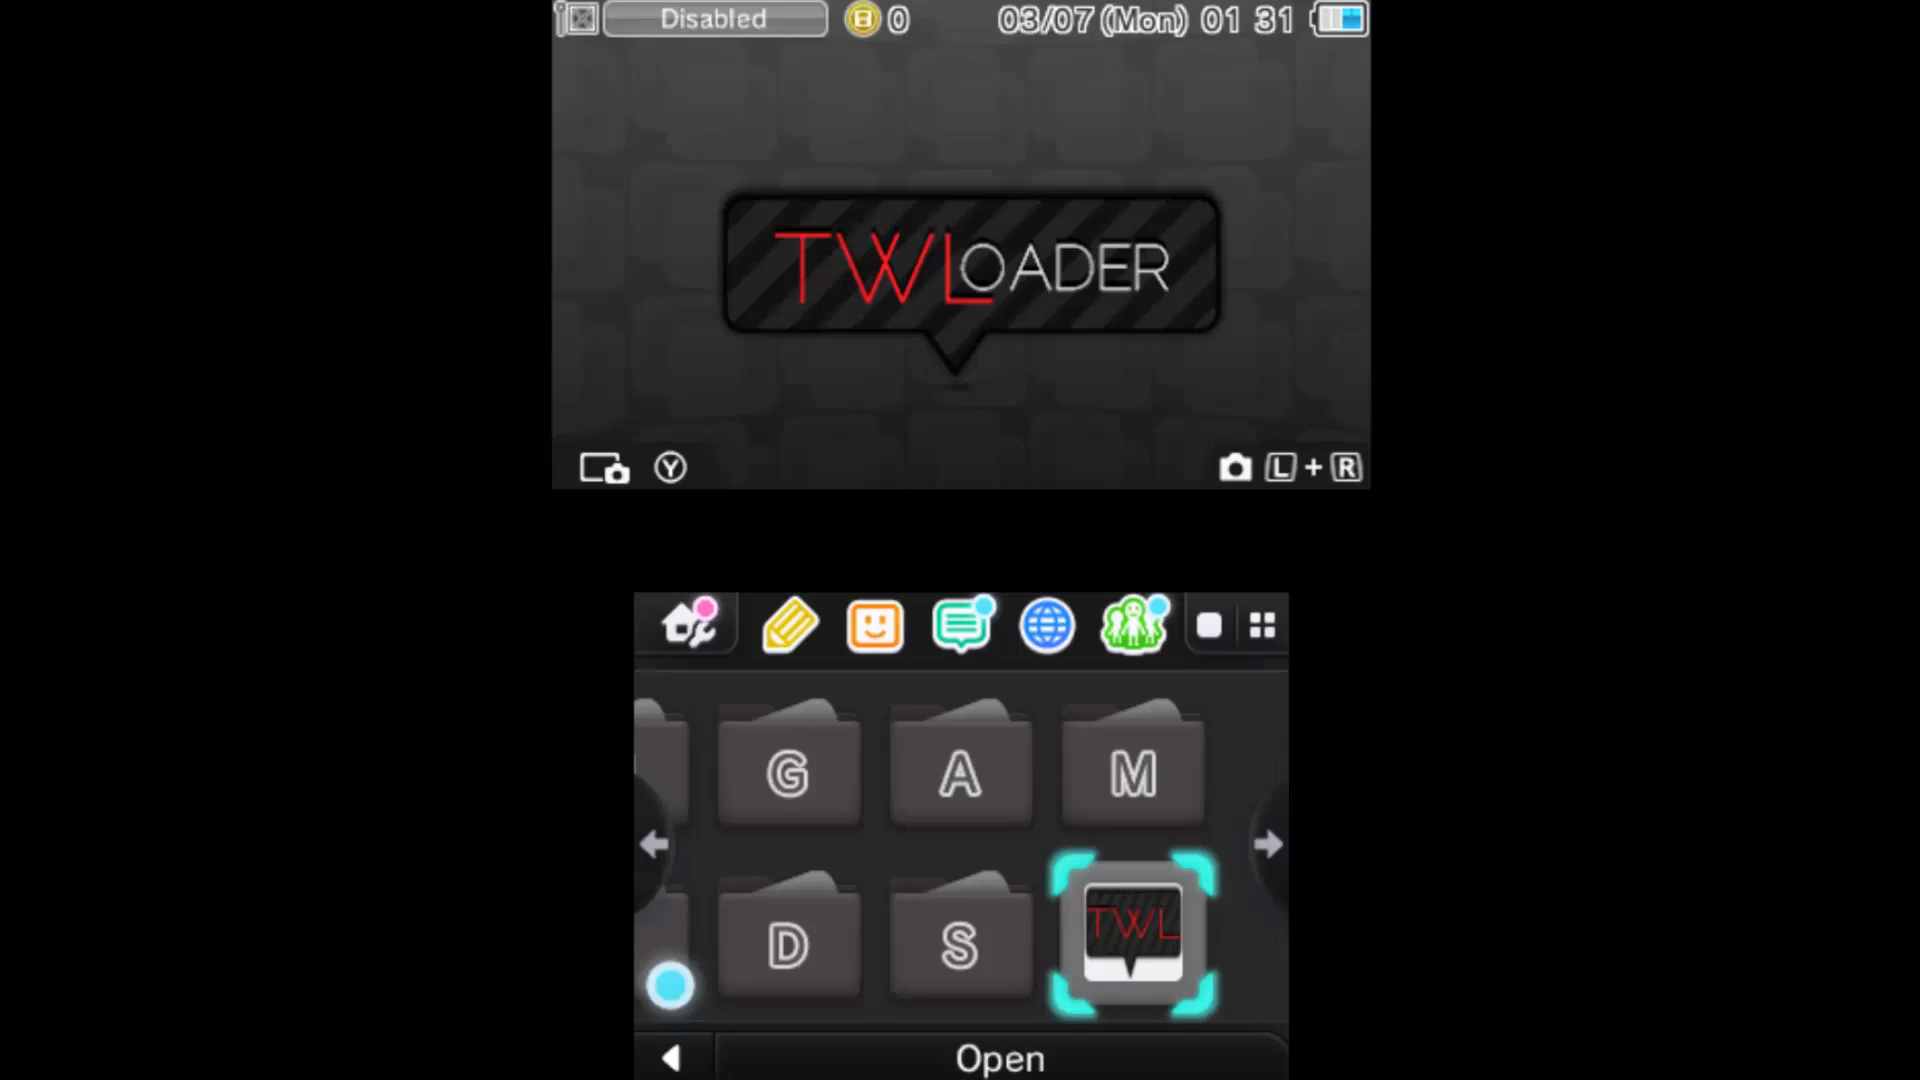 Disabled 0 03/07 (Mon) 01 31
TWLOADER
Y L + R
G A M
D S TWL
Open